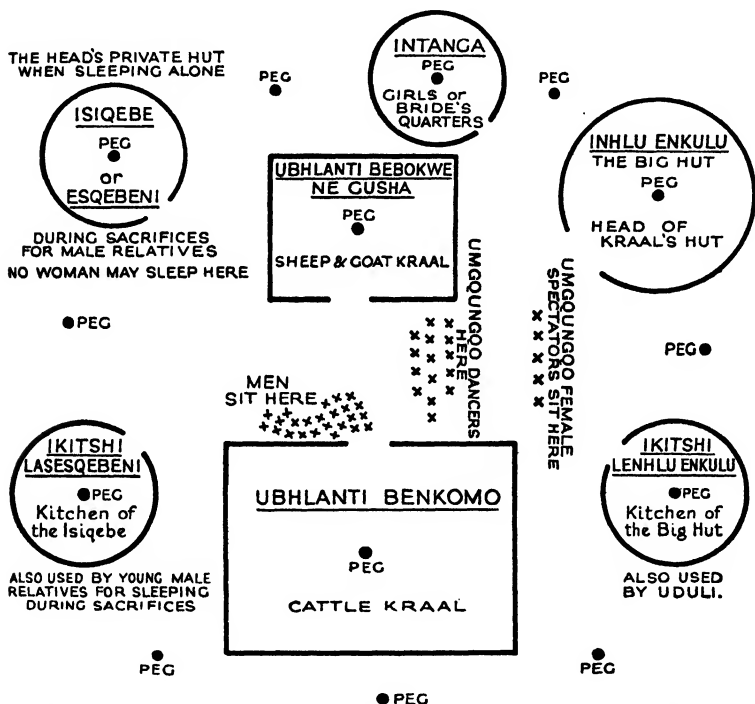 THE HEAD'S PRIVATE HUT
WHEN SLEEPING ALONE
ISIQEBE
PEG
or
ESQEBENI
DURING SACRIFICES
FOR MALE RELATIVES
NO WOMAN MAY SLEEP HERE
PEG
INTANGA
PEG
GIRLS or
BRIDE'S
QUARTERS
PEG
INHLU ENKULU
THE BIG HUT
PEG
HEAD OF
KRAAL'S HUT
UBHLANTI BEBOKWE
NE GUSHA
PEG
SHEEP & GOAT KRAAL
UMGQUNGQO DANCERS
HERE
UMGQUNGQO FEMALE
SPECTATORS SIT HERE
PEG
PEG
MEN
SIT HERE
IKITSHI
LASESQEBENI
PEG
Kitchen of
the Isiqebe
ALSO USED BY YOUNG MALE
RELATIVES FOR SLEEPING
DURING SACRIFICES
UBHLANTI BENKOMO
PEG
CATTLE KRAAL
IKITSHI
LENHLU ENKULU
PEG
Kitchen of
the Big Hut
ALSO USED
BY UDULI.
PEG
PEG
PEG